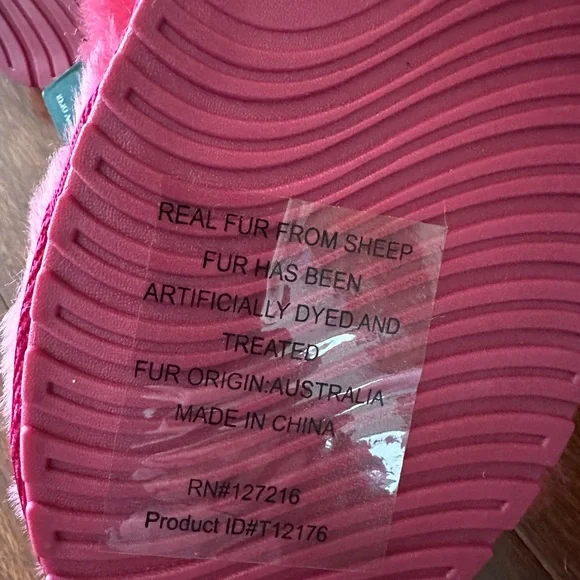 REAL FUR FROM SHEEP
FUR HAS BEEN
ARTIFICIALLY DYED.AND
TREATED
FUR ORIGIN:AUSTRALIA
MADE IN CHINA
RN#127216
Product ID#T12176